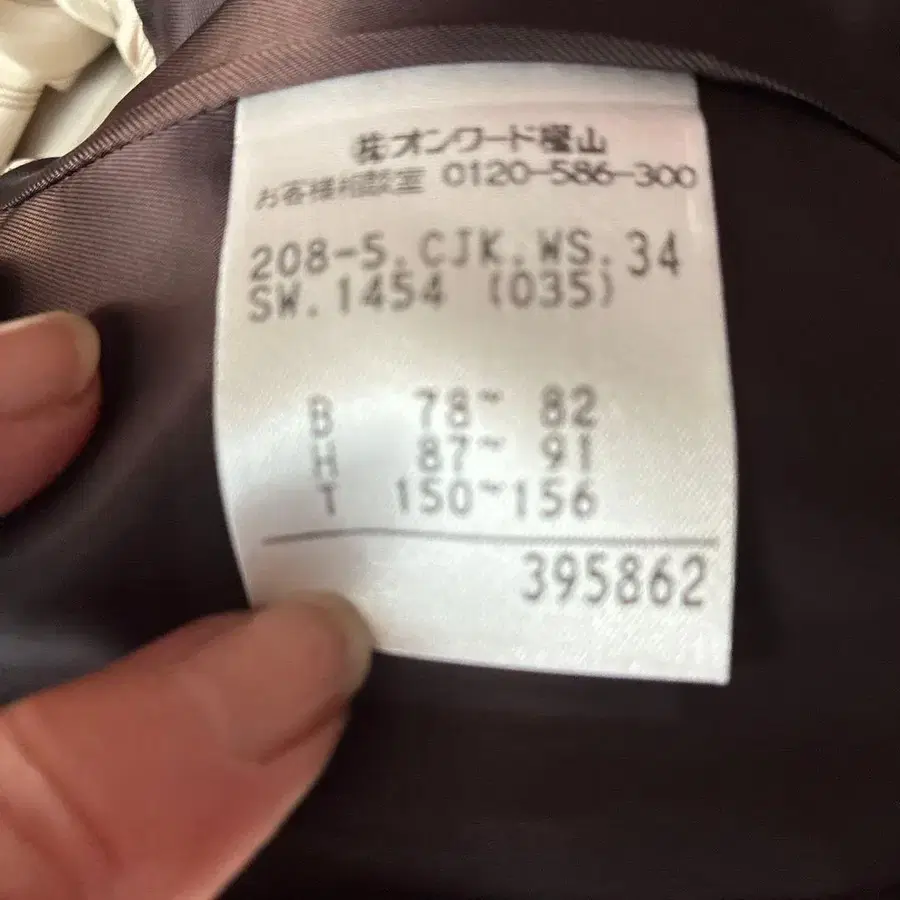 ㈱オンワード樫山
お客様相談室 0120-586-300
208-5.CJK.WS.34
SW.1454 (035)
B 78~ 82
H 87~ 91
T 150~156
395862